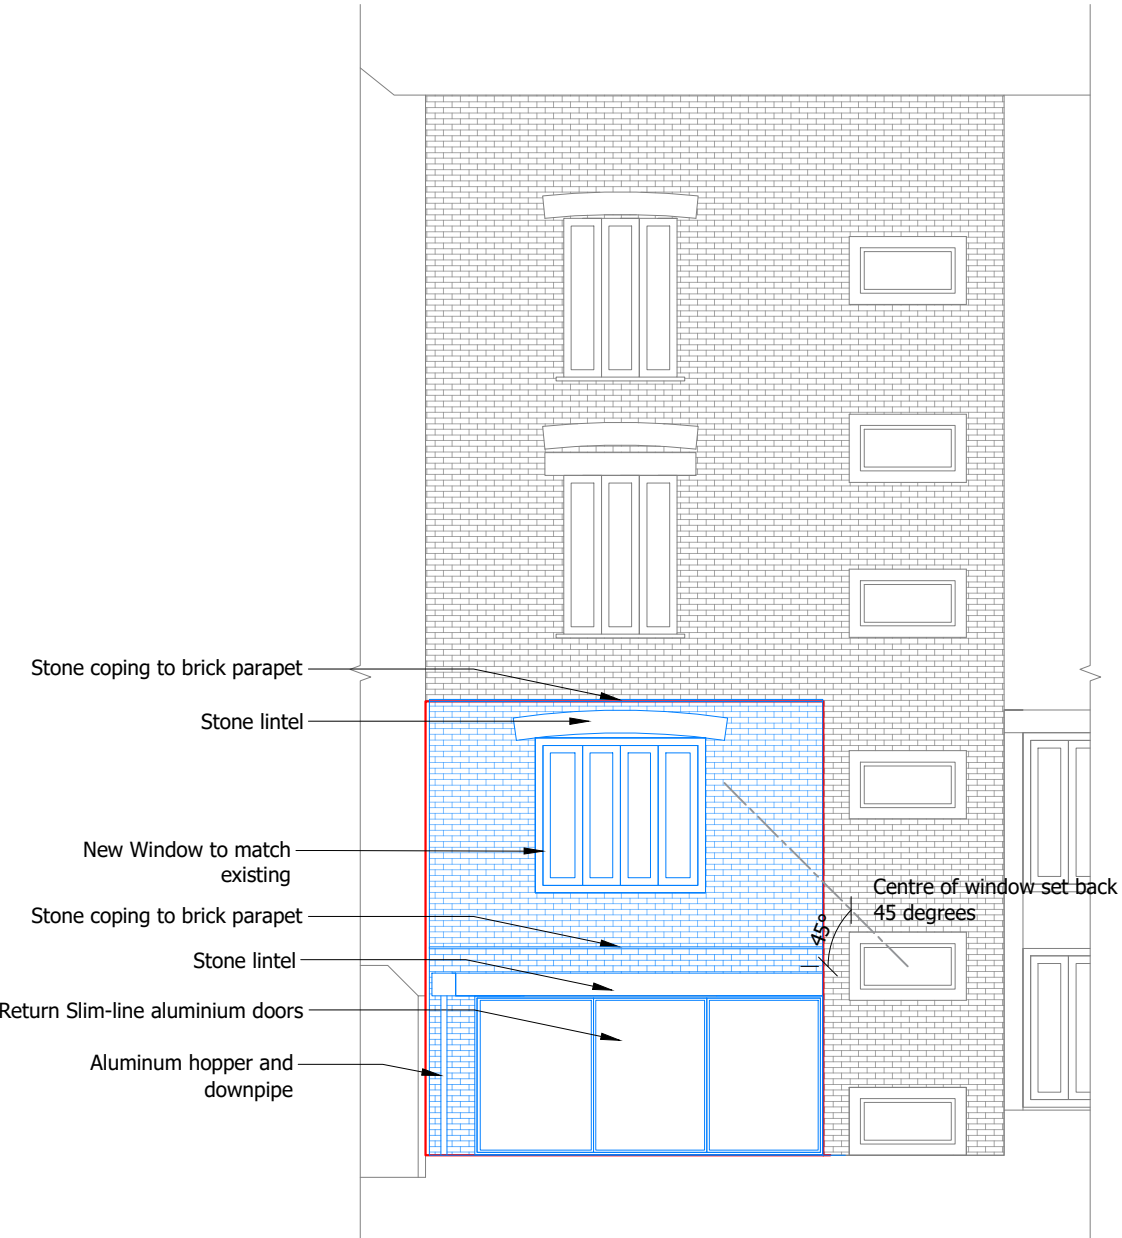 Stone coping to brick parapet
Stone lintel
New Window to match
existing
Centre of window set back
45 degrees
Stone coping to brick parapet
45°
Stone lintel
Return Slim-line aluminium doors
Aluminum hopper and
downpipe